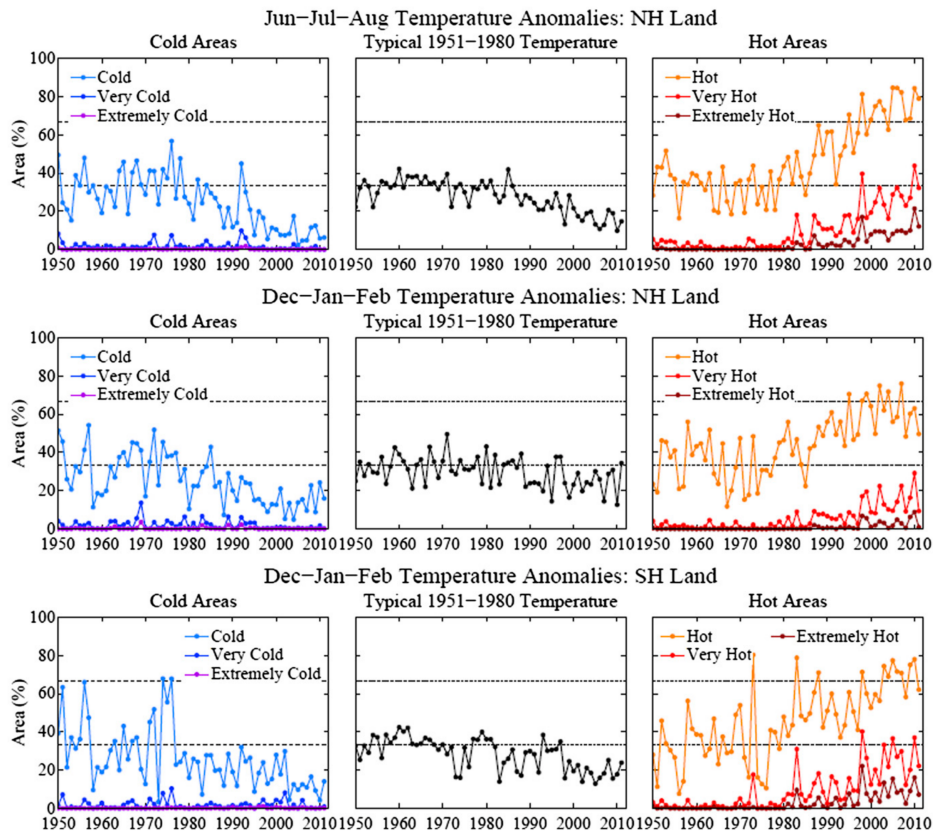 Jun−Jul−Aug Temperature Anomalies: NH Land
Cold Areas
Typical 1951−1980 Temperature
Hot Areas
Area (%)
100
80
60
40
20
0
Cold
Very Cold
Extremely Cold
Hot
Very Hot
Extremely Hot
1950 1960 1970 1980 1990 2000 2010
1950 1960 1970 1980 1990 2000 2010
1950 1960 1970 1980 1990 2000 2010
Dec−Jan−Feb Temperature Anomalies: NH Land
Cold Areas
Typical 1951−1980 Temperature
Hot Areas
Area (%)
100
80
60
40
20
0
Cold
Very Cold
Extremely Cold
Hot
Very Hot
Extremely Hot
1950 1960 1970 1980 1990 2000 2010
1950 1960 1970 1980 1990 2000 2010
1950 1960 1970 1980 1990 2000 2010
Dec−Jan−Feb Temperature Anomalies: SH Land
Cold Areas
Typical 1951−1980 Temperature
Hot Areas
Area (%)
100
80
60
40
20
0
Cold
Very Cold
Extremely Cold
Hot
Very Hot
Extremely Hot
1950 1960 1970 1980 1990 2000 2010
1950 1960 1970 1980 1990 2000 2010
1950 1960 1970 1980 1990 2000 2010